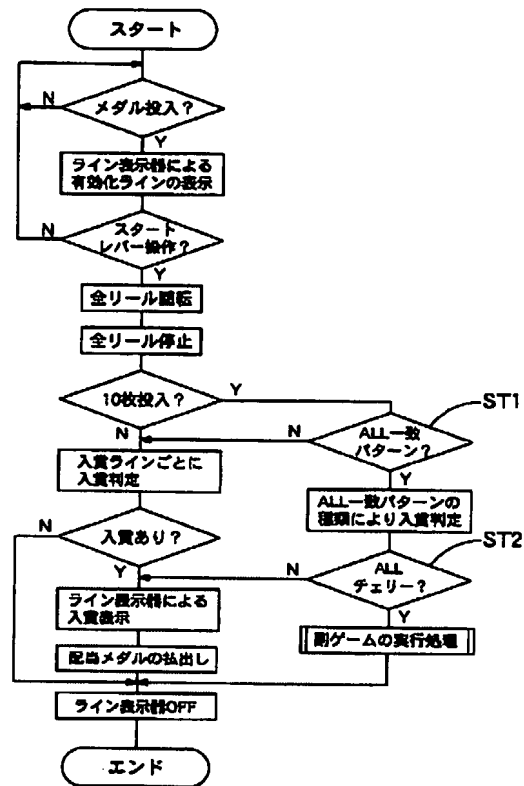 スタート
メダル投入？
N
Y
ライン表示器による
有効化ラインの表示
スタート
レバー操作？
N
Y
全リール回転
全リール停止
10枚投入？
Y
N
ALL一致
パターン？
ST1
N
Y
入賞ラインごとに
入賞判定
ALL一致パターンの
種類により入賞判定
入賞あり？
N
Y
ALL
チェリー？
ST2
N
Y
ライン表示器による
入賞表示
副ゲームの実行処理
配当メダルの払出し
ライン表示器OFF
エンド